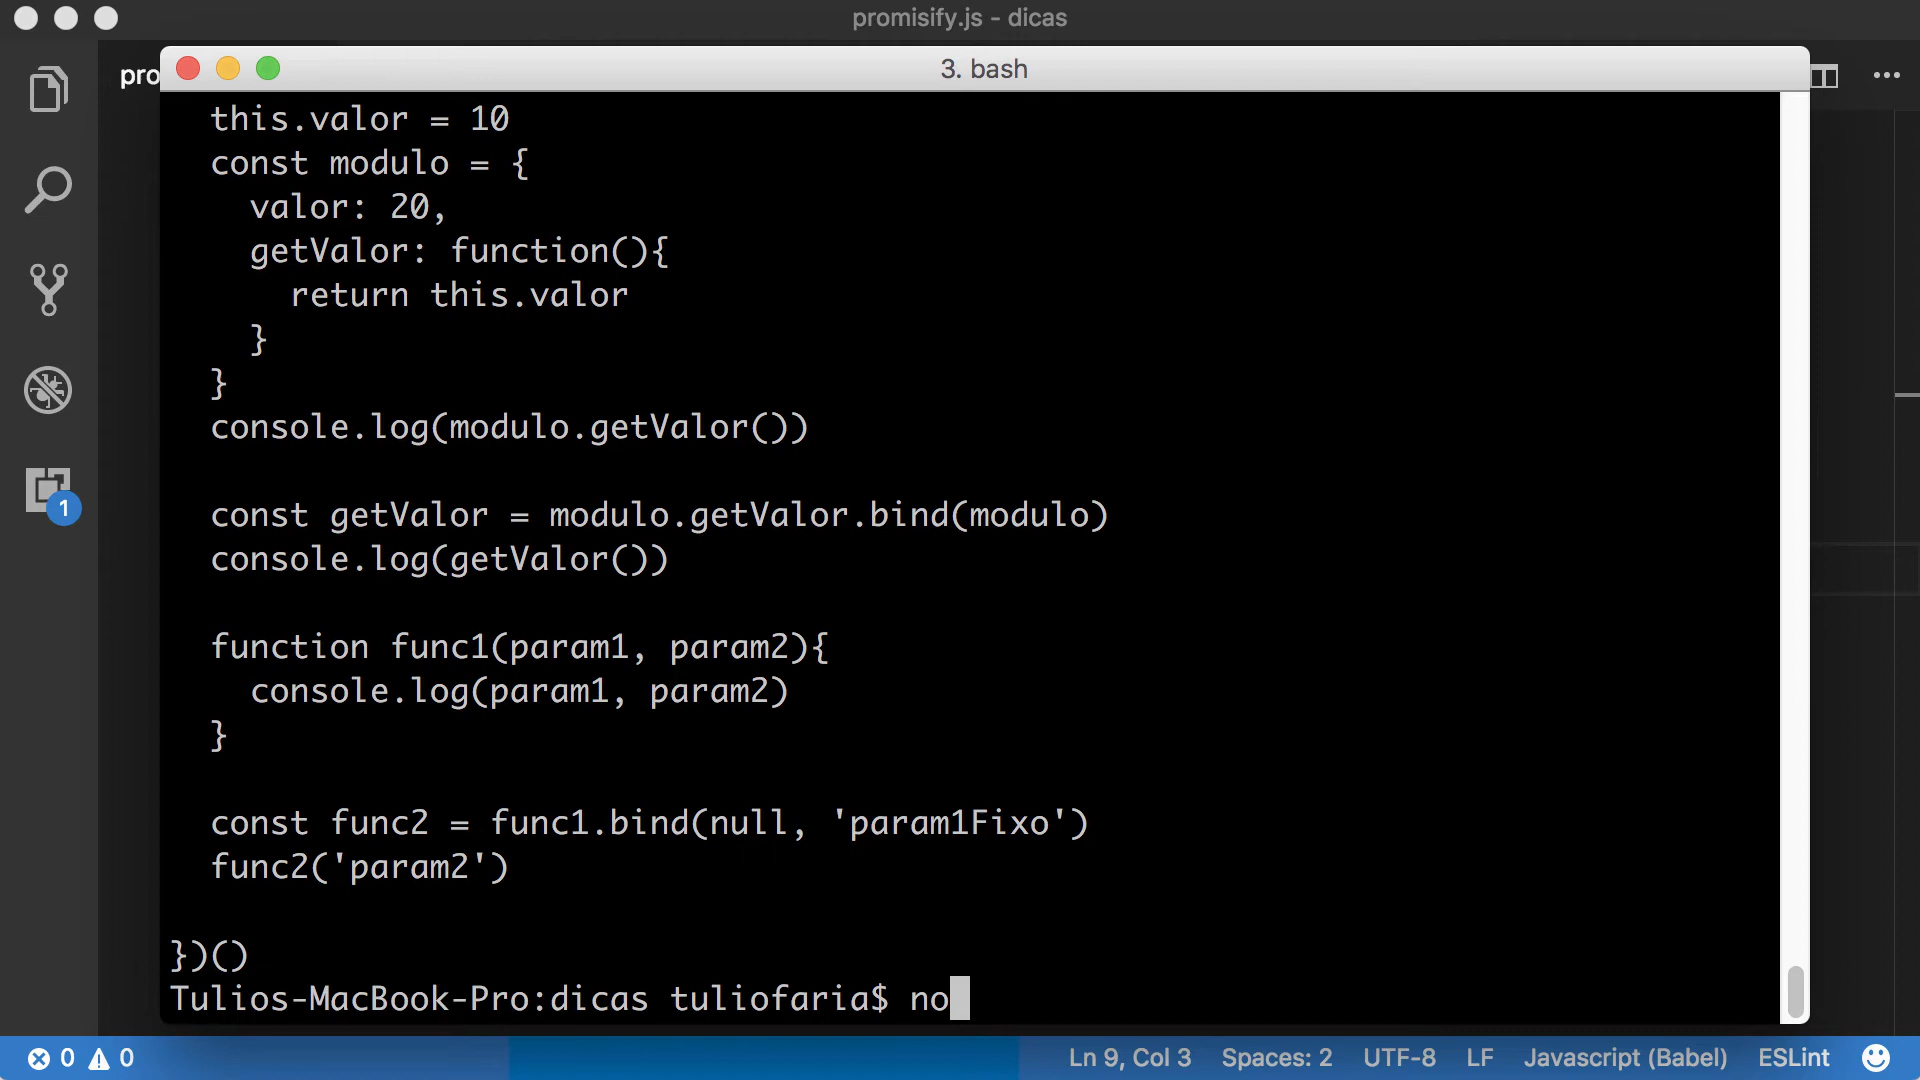 promisify.js - dicas
pro
3. bash
this.valor = 10
const modulo = {
valor: 20,
getValor: function(){
return this.valor
}
}
console.log(modulo.getValor())
const getValor = modulo.getValor.bind(modulo)
console.log(getValor())
function func1(param1, param2){
console.log(param1, param2)
}
const func2 = func1.bind(null, 'param1Fixo')
func2('param2')
})()
Tulios-MacBook-Pro:dicas tuliofaria$ no
1
0 0 Ln 9, Col 3 Spaces: 2 UTF-8 LF Javascript (Babel) ESLint